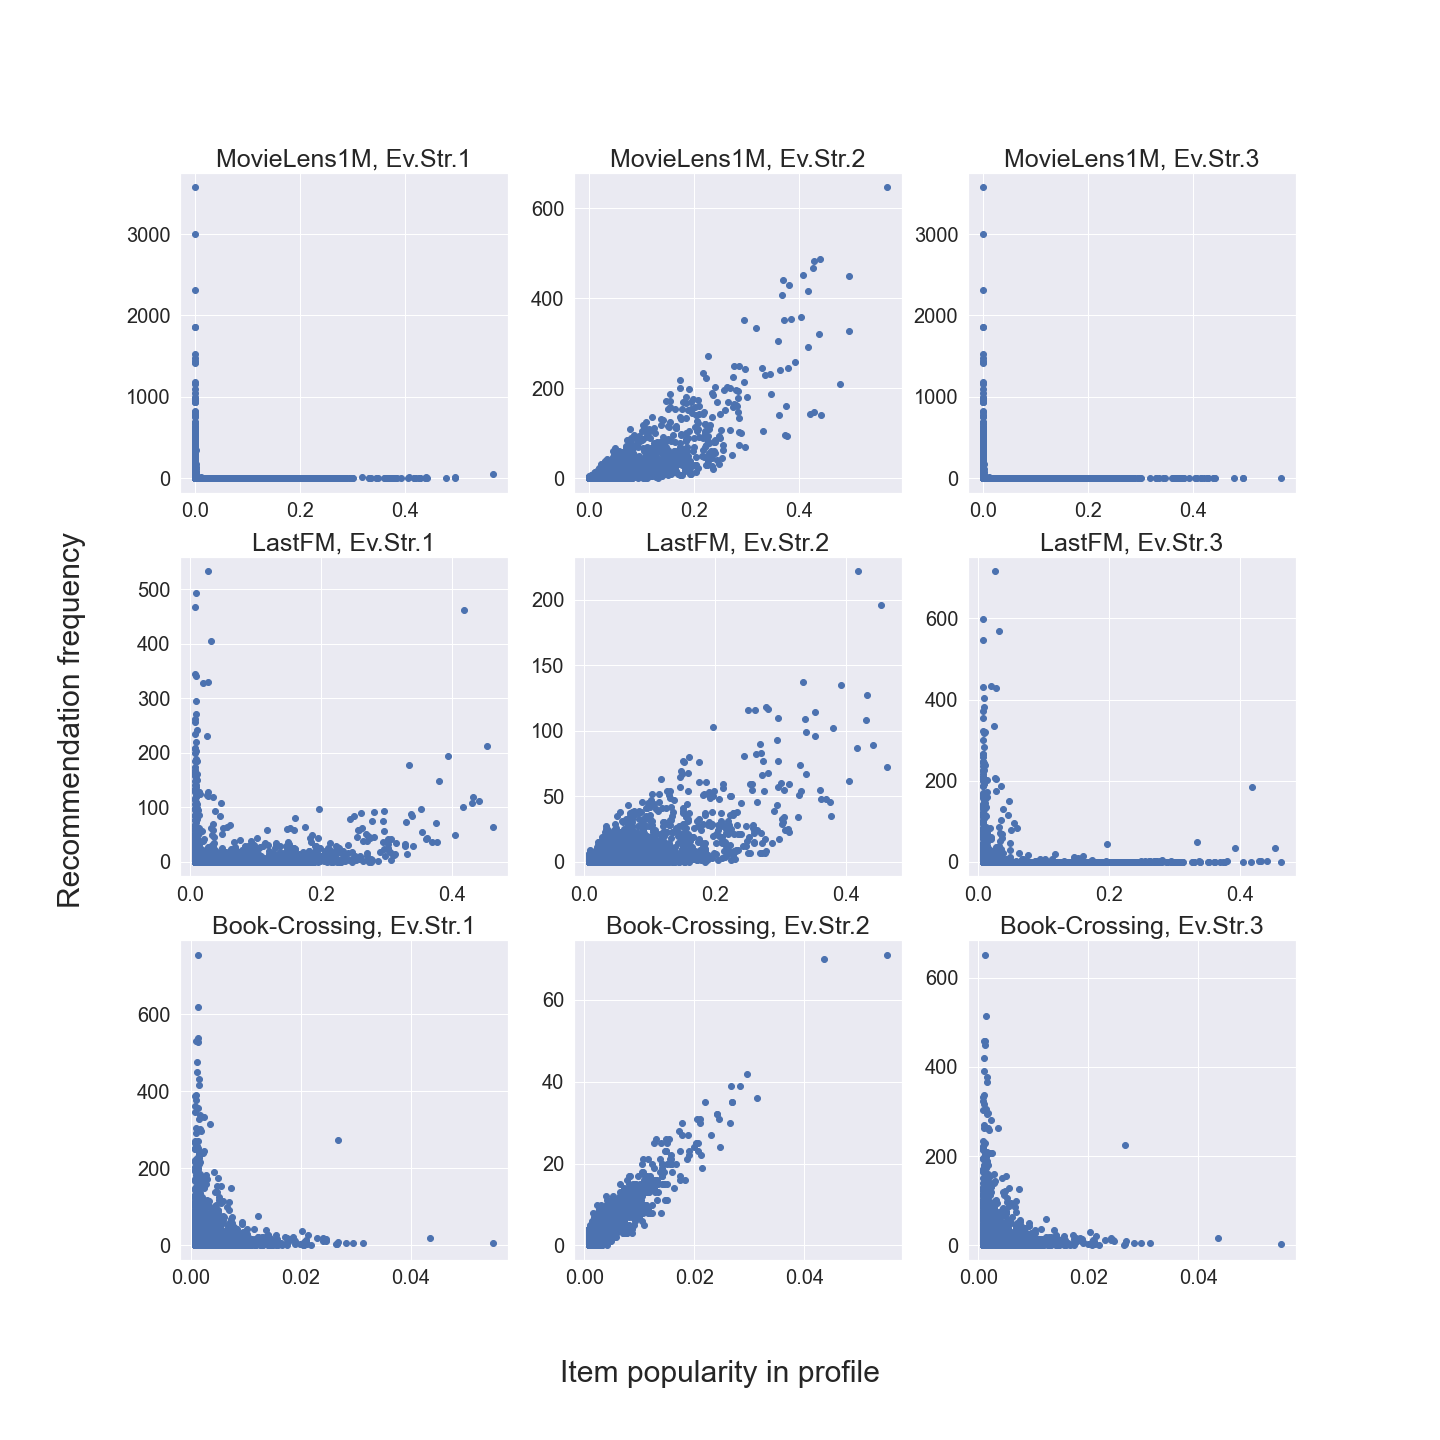 MovieLens1M, Ev.Str.1
MovieLens1M, Ev.Str.2
MovieLens1M, Ev.Str.3
3000
2000
1000
0
0.0 0.2 0.4
600
400
200
0
0.0 0.2 0.4
3000
2000
1000
0
0.0 0.2 0.4
LastFM, Ev.Str.1
LastFM, Ev.Str.2
LastFM, Ev.Str.3
500
400
300
200
100
0
0.0 0.2 0.4
200
150
100
50
0
0.0 0.2 0.4
600
400
200
0
0.0 0.2 0.4
Book-Crossing, Ev.Str.1
Book-Crossing, Ev.Str.2
Book-Crossing, Ev.Str.3
600
400
200
0
0.00 0.02 0.04
60
40
20
0
0.00 0.02 0.04
600
400
200
0
0.00 0.02 0.04
Recommendation frequency
Item popularity in profile